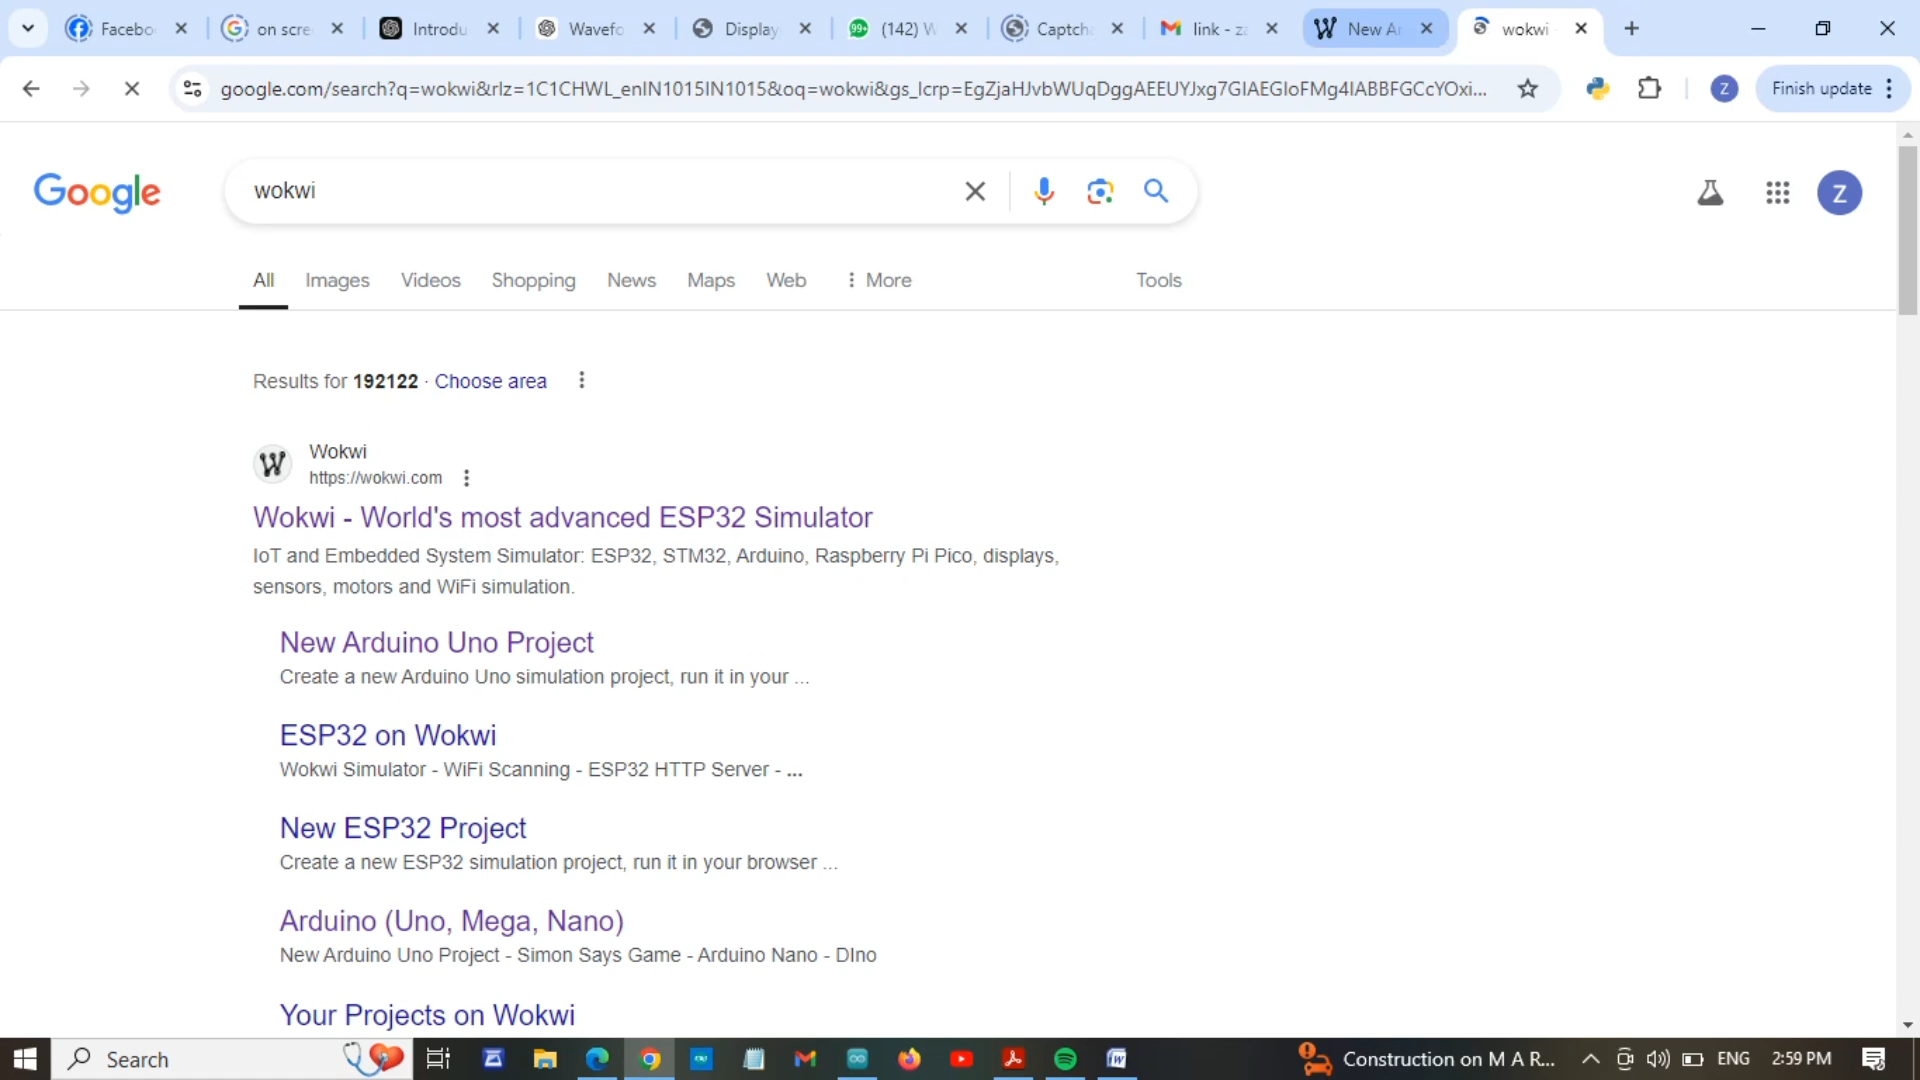 Facebo
on scre
Introdu
Wavefo
Display
99+
(142) W
Captch
link - za
New Ar
wokwi
google.com/search?q=wokwi&rlz=1C1CHWL_enIN1015IN1015&oq=wokwi&gs_lcrp=EgZjaHJvbWUqDggAEEUYJxg7GIAEGIoFMg4IABBFGCcYOxi...
Z
Finish update
Google
wokwi
Z
All
Images
Videos
Shopping
News
Maps
Web
More
Tools
Results for 192122 · Choose area
Wokwi
https://wokwi.com
Wokwi - World's most advanced ESP32 Simulator
IoT and Embedded System Simulator: ESP32, STM32, Arduino, Raspberry Pi Pico, displays,
sensors, motors and WiFi simulation.
New Arduino Uno Project
Create a new Arduino Uno simulation project, run it in your ...
ESP32 on Wokwi
Wokwi Simulator - WiFi Scanning - ESP32 HTTP Server - ...
New ESP32 Project
Create a new ESP32 simulation project, run it in your browser ...
Arduino (Uno, Mega, Nano)
New Arduino Uno Project - Simon Says Game - Arduino Nano - DIno
Your Projects on Wokwi
Search
Construction on M A R...
ENG
2:59 PM